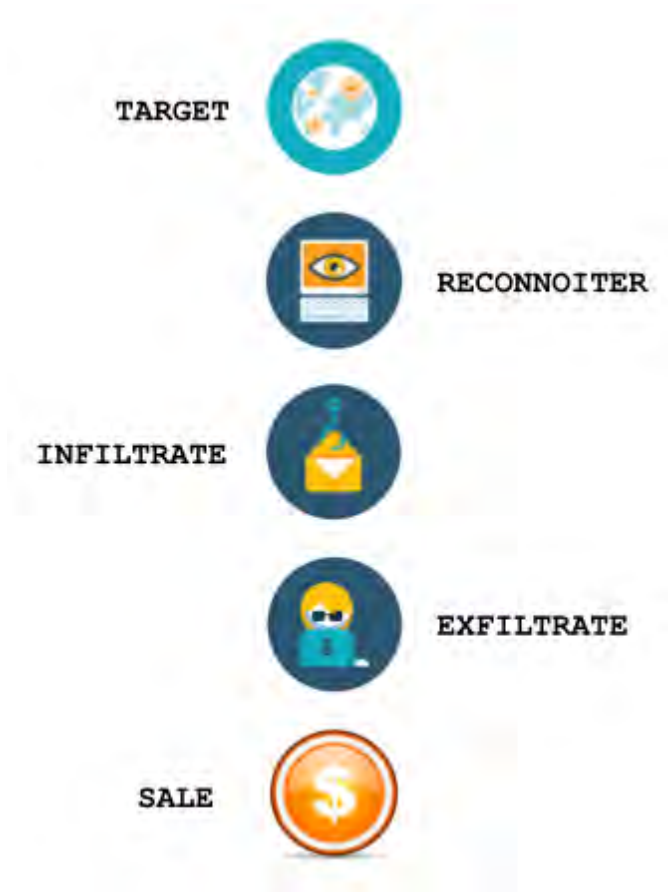 TARGET
RECONNOITER
INFILTRATE
EXFILTRATE
$
SALE